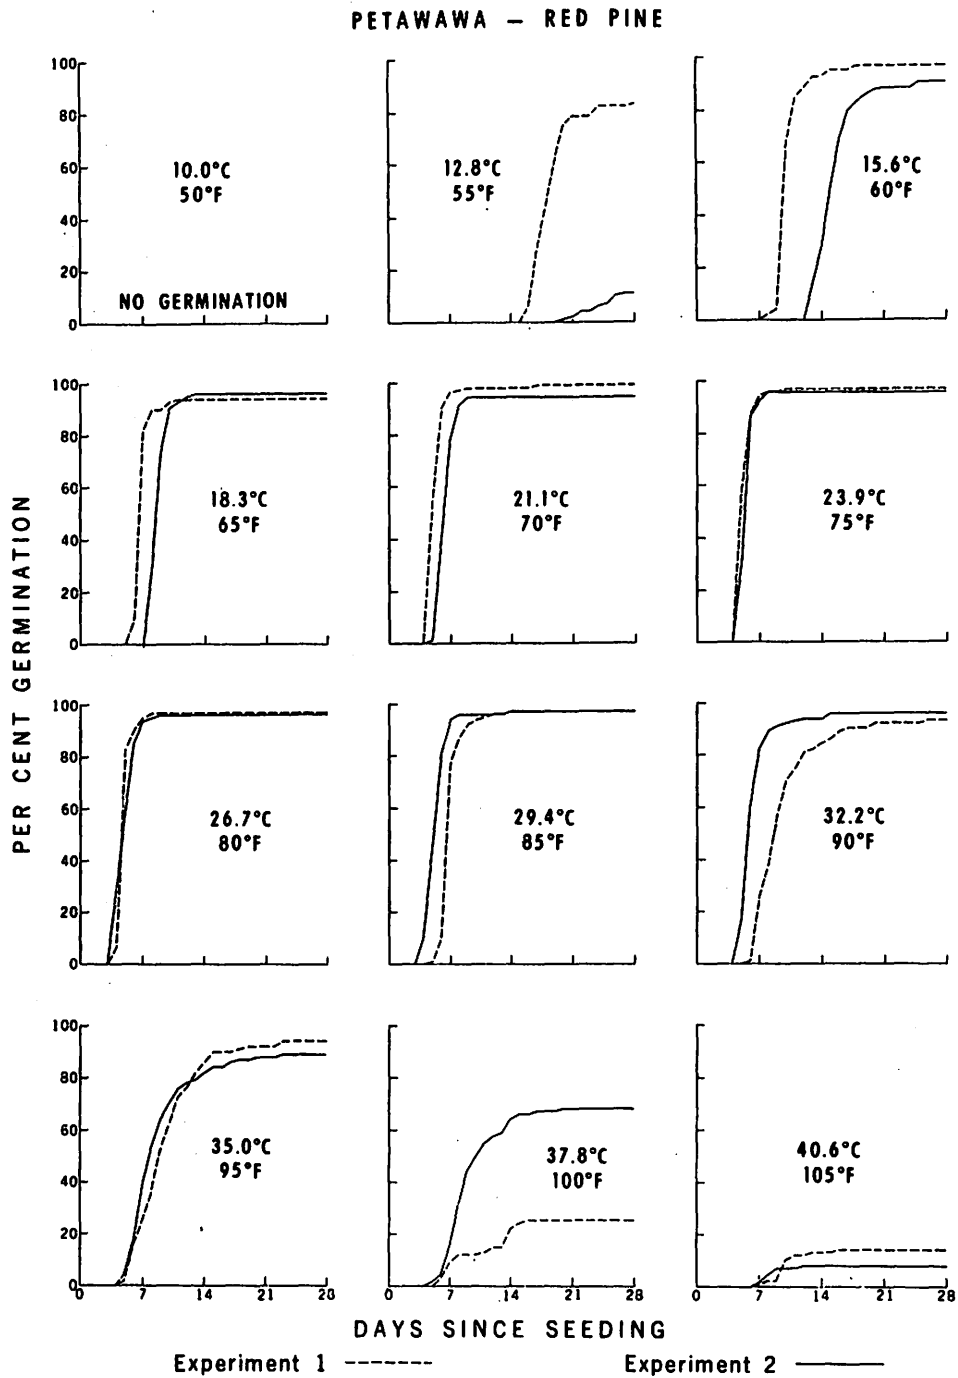 PETAWAWA — RED PINE
100
80
60
40
20
0
10.0°C
50°F
NO GERMINATION
12.8°C
55°F
15.6°C
60°F
100
80
60
40
20
0
18.3°C
65°F
21.1°C
70°F
23.9°C
75°F
PER CENT GERMINATION
100
80
60
40
20
0
26.7°C
80°F
29.4°C
85°F
32.2°C
90°F
100
80
60
40
20
0
35.0°C
95°F
37.8°C
100°F
40.6°C
105°F
0 7 14 21 28
0 7 14 21 28
0 7 14 21 28
DAYS SINCE SEEDING
Experiment 1
Experiment 2